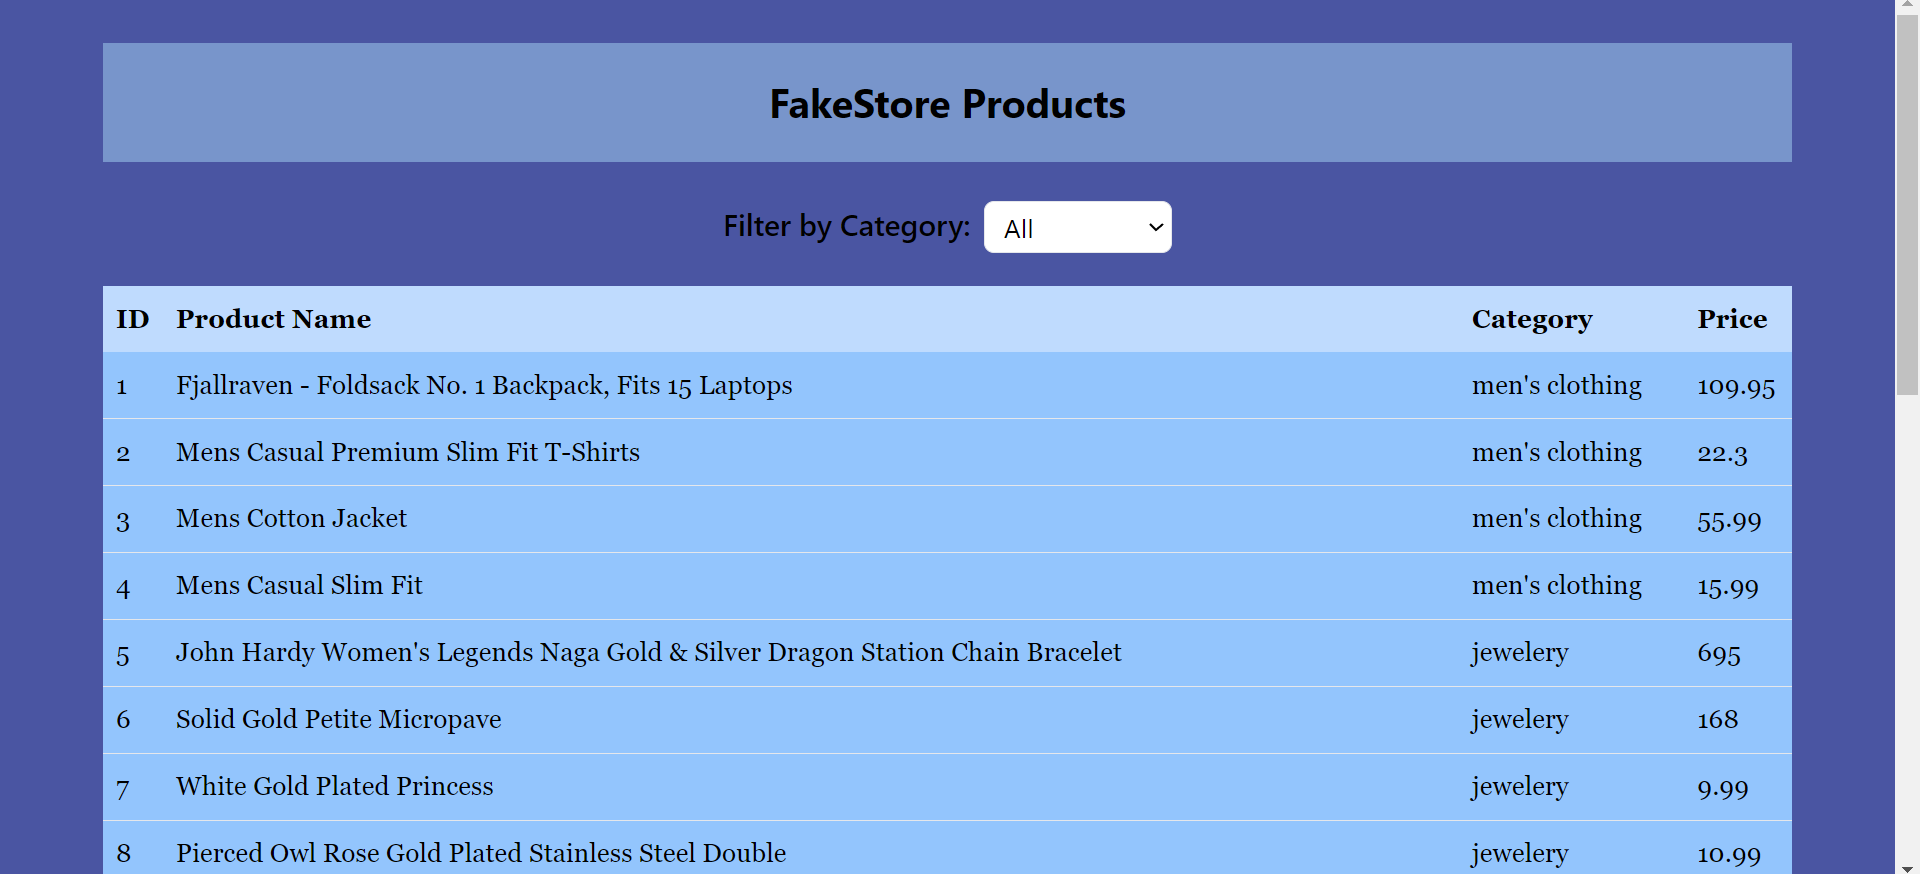 FakeStore Products
Filter by Category: All
ID Product Name Category Price
1 Fjallraven - Foldsack No. 1 Backpack, Fits 15 Laptops men's clothing 109.95
2 Mens Casual Premium Slim Fit T-Shirts men's clothing 22.3
3 Mens Cotton Jacket men's clothing 55.99
4 Mens Casual Slim Fit men's clothing 15.99
5 John Hardy Women's Legends Naga Gold & Silver Dragon Station Chain Bracelet jewelery 695
6 Solid Gold Petite Micropave jewelery 168
7 White Gold Plated Princess jewelery 9.99
8 Pierced Owl Rose Gold Plated Stainless Steel Double jewelery 10.99